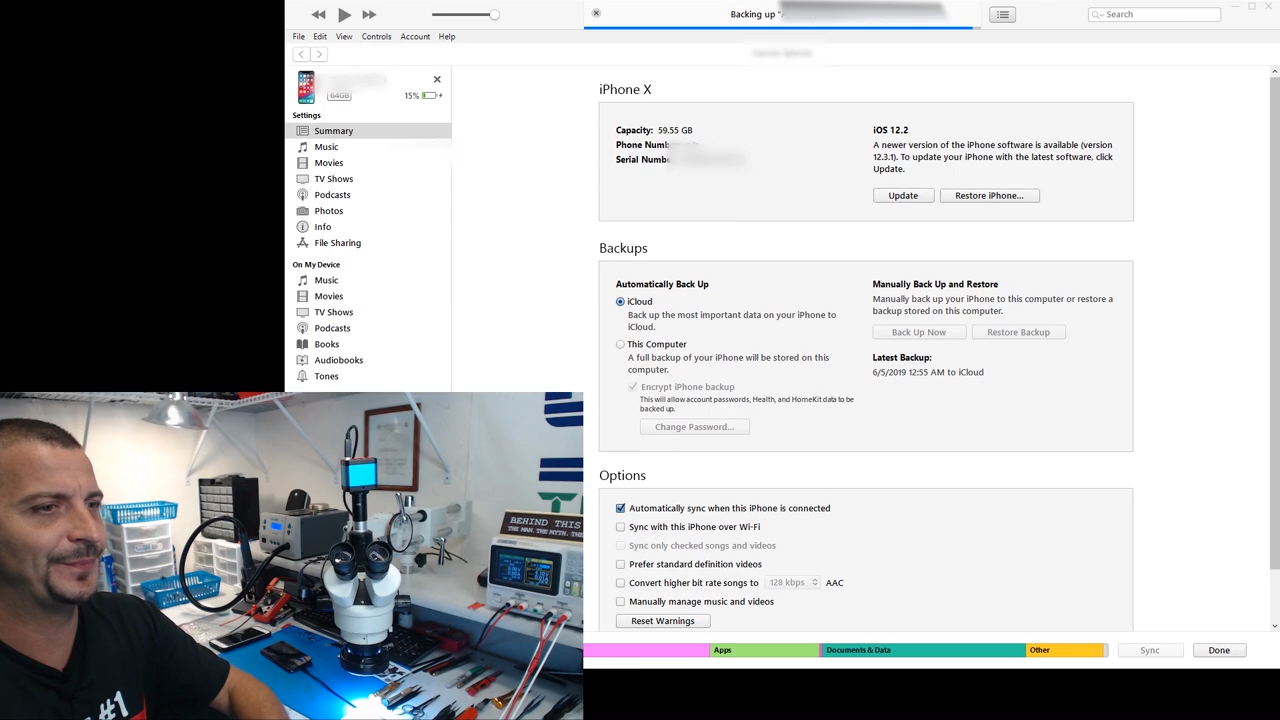 Backing up "
Search
File Edit View Controls Account Help
64GB
15%
Settings
Summary
Music
Movies
TV Shows
Podcasts
Photos
Info
File Sharing
On My Device
Music
Movies
TV Shows
Podcasts
Books
Audiobooks
Tones
iPhone X
Capacity: 59.55 GB
Phone Num
Serial Numb
iOS 12.2
A newer version of the iPhone software is available (version
12.3.1). To update your iPhone with the latest software, click
Update.
Update Restore iPhone...
Backups
Automatically Back Up
iCloud
Back up the most important data on your iPhone to
iCloud.
This Computer
A full backup of your iPhone will be stored on this
computer.
Encrypt iPhone backup
This will allow account passwords, Health, and HomeKit data to be
backed up.
Change Password...
Manually Back Up and Restore
Manually back up your iPhone to this computer or restore a
backup stored on this computer.
Back Up Now Restore Backup
Latest Backup:
6/5/2019 12:55 AM to iCloud
Options
Automatically sync when this iPhone is connected
Sync with this iPhone over Wi-Fi
Sync only checked songs and videos
Prefer standard definition videos
Convert higher bit rate songs to 128 kbps AAC
Manually manage music and videos
Reset Warnings
Apps Documents & Data Other Sync Done
BEHIND THIS
THE MAN. THE MYTH. THE
#1